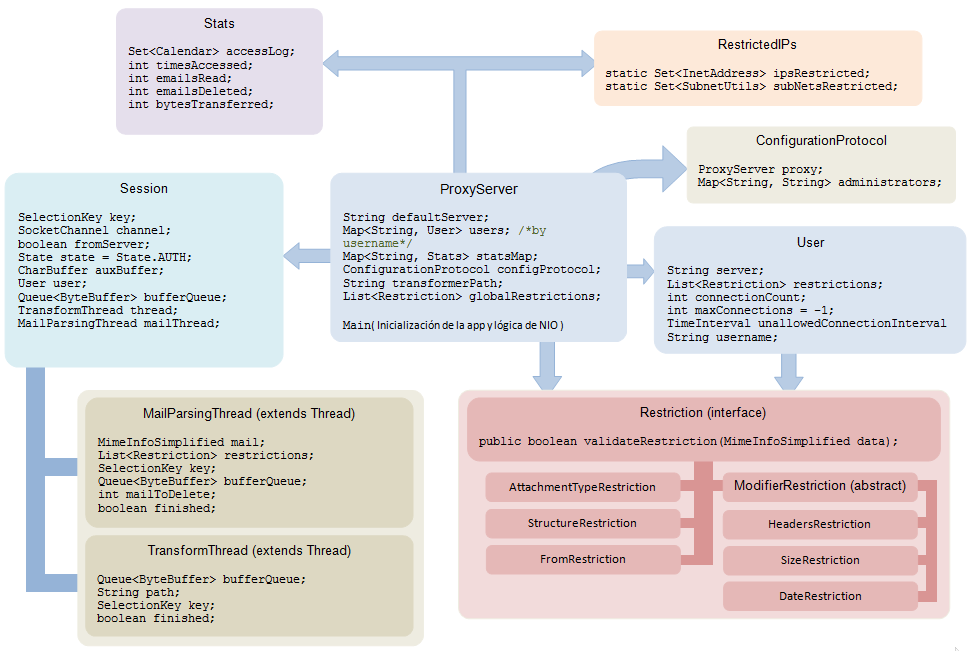 Stats
Set<Calendar> accessLog;
int timesAccessed;
int emailsRead;
int emailsDeleted;
int bytesTransferred;
RestrictedIPs
static Set<InetAddress> ipsRestricted;
static Set<SubnetUtils> subNetsRestricted;
ConfigurationProtocol
ProxyServer proxy;
Map<String, String> administrators;
Session
SelectionKey key;
SocketChannel channel;
boolean fromServer;
State state = State.AUTH;
CharBuffer auxBuffer;
User user;
Queue<ByteBuffer> bufferQueue;
TransformThread thread;
MailParsingThread mailThread;
ProxyServer
String defaultServer;
Map<String, User> users; /*by
username*/
Map<String, Stats> statsMap;
ConfigurationProtocol configProtocol;
String transformerPath;
List<Restriction> globalRestrictions;
Main( Inicialización de la app y lógica de NIO )
User
String server;
List<Restriction> restrictions;
int connectionCount;
int maxConnections = -1;
TimeInterval unallowedConnectionInterval
String username;
MailParsingThread (extends Thread)
MimeInfoSimplified mail;
List<Restriction> restrictions;
SelectionKey key;
Queue<ByteBuffer> bufferQueue;
int mailToDelete;
boolean finished;
TransformThread (extends Thread)
Queue<ByteBuffer> bufferQueue;
String path;
SelectionKey key;
boolean finished;
Restriction (interface)
public boolean validateRestriction(MimeInfoSimplified data);
AttachmentTypeRestriction
StructureRestriction
FromRestriction
ModifierRestriction (abstract)
HeadersRestriction
SizeRestriction
DateRestriction